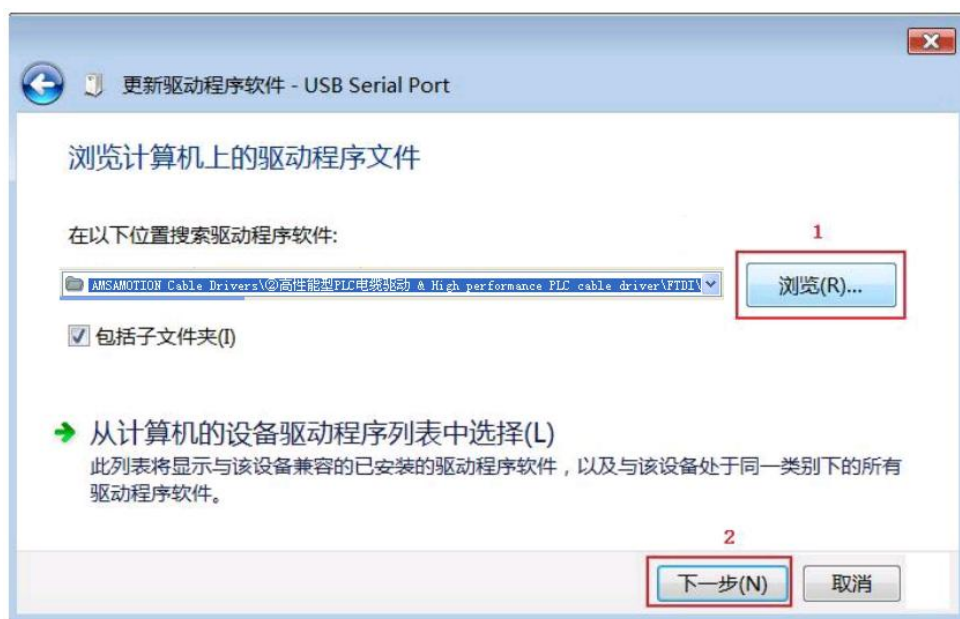 更新驱动程序软件 - USB Serial Port
浏览计算机上的驱动程序文件
在以下位置搜索驱动程序软件:
1
AMSAMOTION Cable Drivers\②高性能型PLC电缆驱动 & High performance PLC cable driver\FTDI\
浏览(R)...
包括子文件夹(I)
从计算机的设备驱动程序列表中选择(L)
此列表将显示与该设备兼容的已安装的驱动程序软件，以及与该设备处于同一类别下的所有
驱动程序软件。
2
下一步(N)
取消